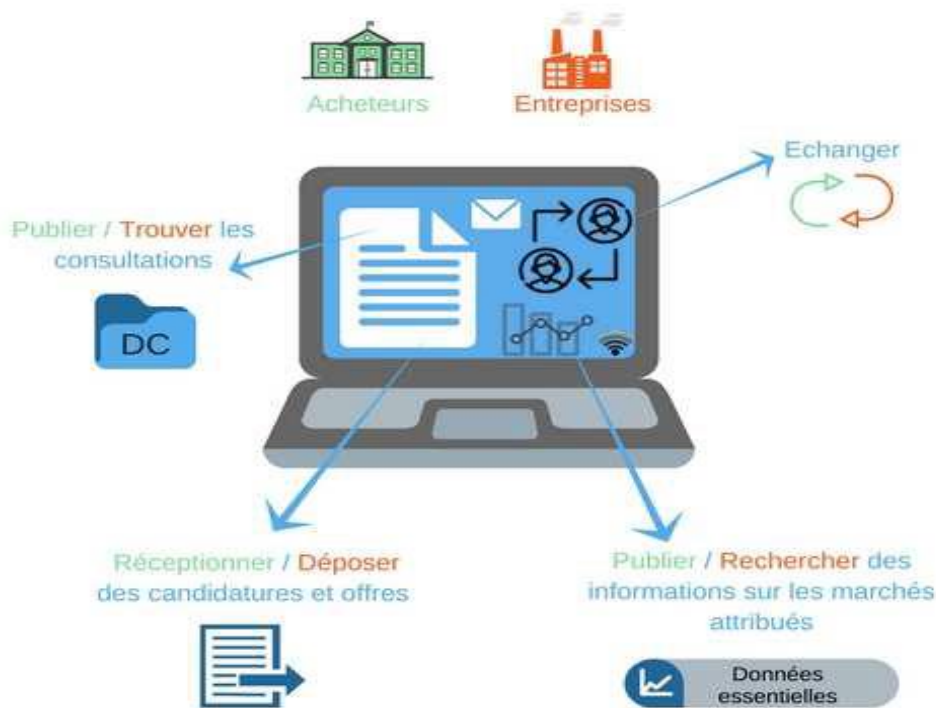 Acheteurs
Entreprises
Echanger
Publier / Trouver les
consultations
DC
Réceptionner / Déposer
des candidatures et offres
Publier / Rechercher des
informations sur les marchés
attribués
Données
essentielles